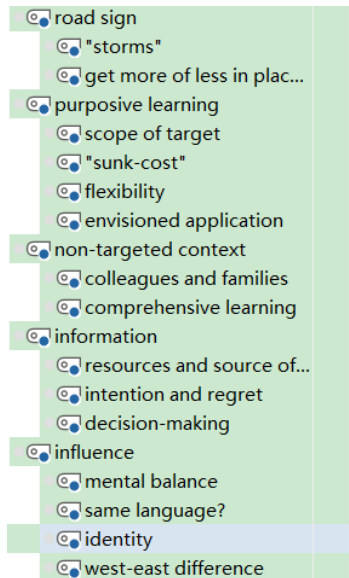 road sign
"storms"
get more of less in plac...
purposive learning
scope of target
"sunk-cost"
flexibility
envisioned application
non-targeted context
colleagues and families
comprehensive learning
information
resources and source of...
intention and regret
decision-making
influence
mental balance
same language?
identity
west-east difference